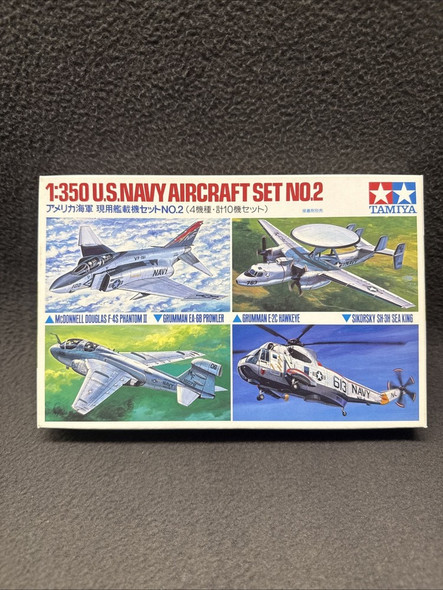 1:350 U.S.NAVY AIRCRAFT SET NO.2
アメリカ海軍 現用艦載機セットNO.2 (4機種・計10機セット)
TAMIYA
NAVY
McDONNELL DOUGLAS F-4S PHANTOM II
GRUMMAN EA-6B PROWLER
GRUMMAN E-2C HAWKEYE
SIKORSKY SH-3H SEA KING
613 NAVY